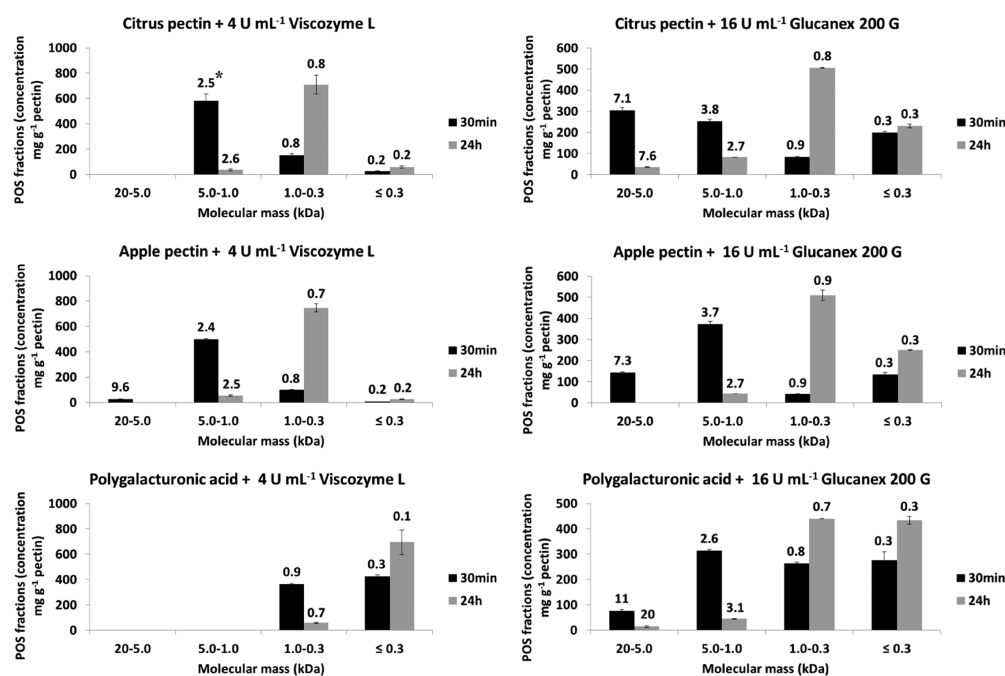 Citrus pectin + 4 U mL⁻¹ Viscozyme L
POS fractions (concentration
mg g⁻¹ pectin)
1000
800
600
400
200
0
2.5*
2.6
0.8
0.8
0.2
0.2
30min
24h
20-5.0 5.0-1.0 1.0-0.3 ≤ 0.3
Molecular mass (kDa)
Citrus pectin + 16 U mL⁻¹ Glucanex 200 G
POS fractions (concentration
mg g⁻¹ pectin)
600
500
400
300
200
100
0
7.1
7.6
3.8
2.7
0.9
0.8
0.3
0.3
30min
24h
20-5.0 5.0-1.0 1.0-0.3 ≤ 0.3
Molecular mass (kDa)
Apple pectin + 4 U mL⁻¹ Viscozyme L
POS fractions (concentration
mg g⁻¹ pectin)
1000
800
600
400
200
0
9.6
2.4
2.5
0.8
0.7
0.2
0.2
30min
24h
20-5.0 5.0-1.0 1.0-0.3 ≤ 0.3
Molecular mass (kDa)
Apple pectin + 16 U mL⁻¹ Glucanex 200 G
POS fractions (concentration
mg g⁻¹ pectin)
600
500
400
300
200
100
0
7.3
3.7
2.7
0.9
0.9
0.3
0.3
30min
24h
20-5.0 5.0-1.0 1.0-0.3 ≤ 0.3
Molecular mass (kDa)
Polygalacturonic acid + 4 U mL⁻¹ Viscozyme L
POS fractions (concentration
mg g⁻¹ pectin)
1000
800
600
400
200
0
0.9
0.7
0.3
0.1
30min
24h
20-5.0 5.0-1.0 1.0-0.3 ≤ 0.3
Molecular mass (kDa)
Polygalacturonic acid + 16 U mL⁻¹ Glucanex 200 G
POS fractions (concentration
mg g⁻¹ pectin)
500
400
300
200
100
0
11
20
2.6
3.1
0.8
0.7
0.3
0.3
30min
24h
20-5.0 5.0-1.0 1.0-0.3 ≤ 0.3
Molecular mass (kDa)